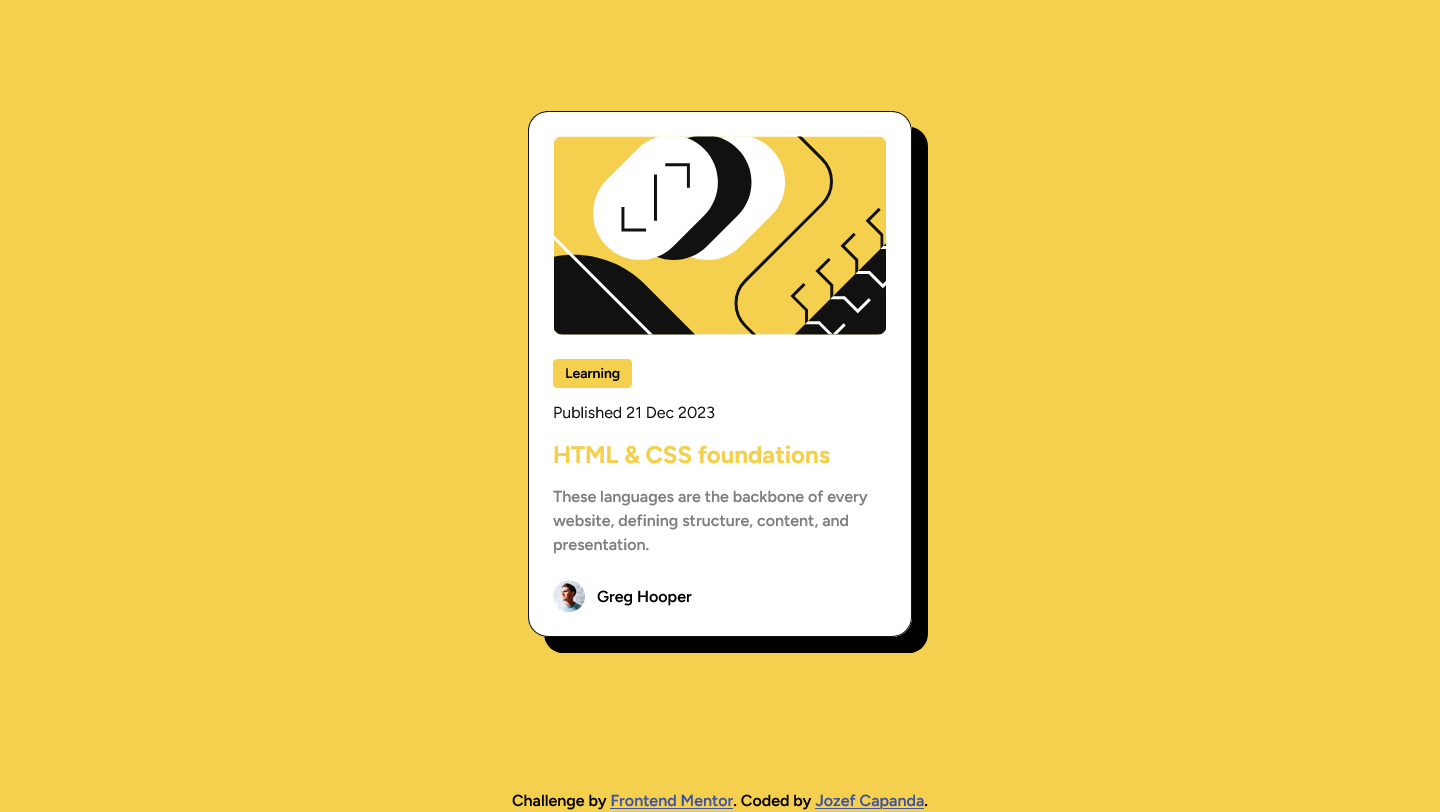 Learning
Published 21 Dec 2023
HTML & CSS foundations
These languages are the backbone of every
website, defining structure, content, and
presentation.
Greg Hooper
Challenge by Frontend Mentor. Coded by Jozef Capanda.